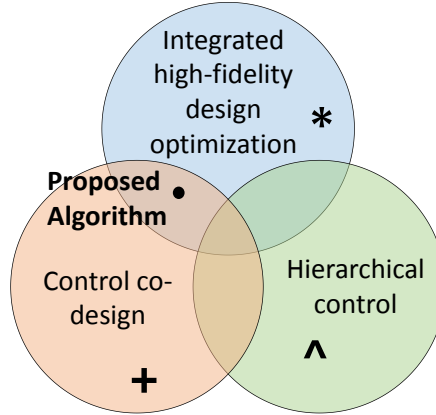 Integrated
high-fidelity
design
optimization
*
Proposed
Algorithm
•
Control co-
design
Hierarchical
control
+
^